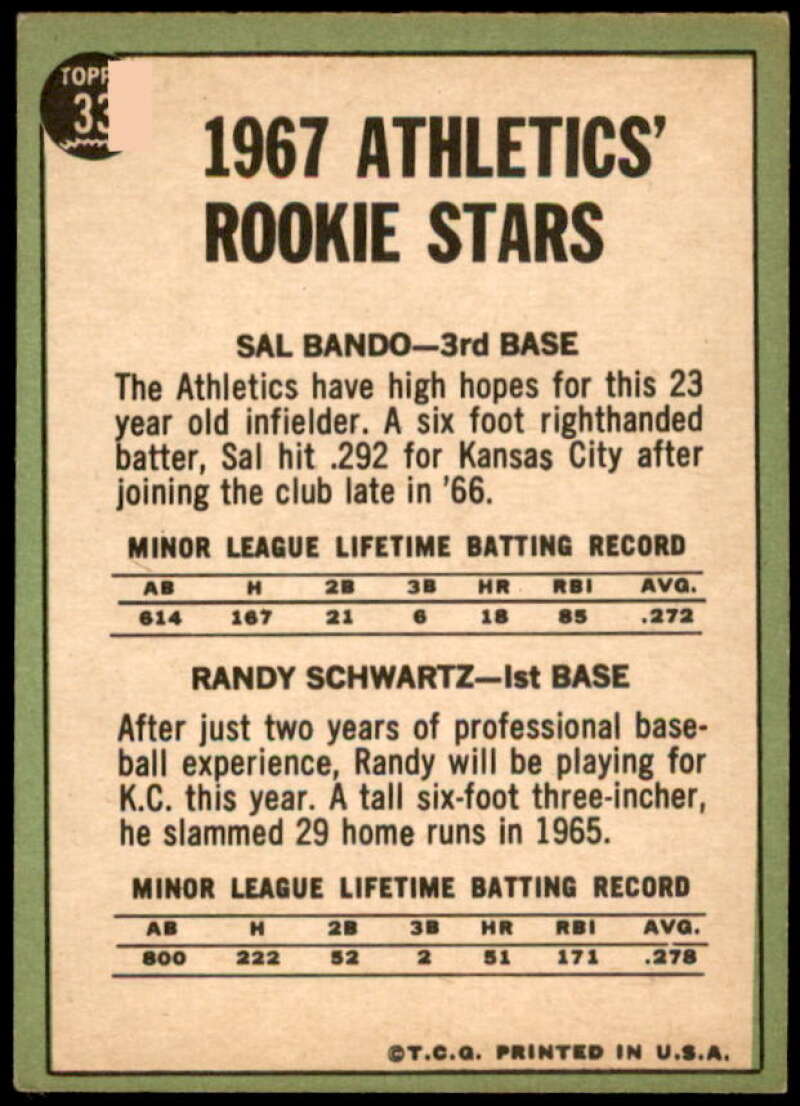 1967 ATHLETICS'
ROOKIE STARS
SAL BANDO—3rd BASE
The Athletics have high hopes for this 23
year old infielder. A six foot righthanded
batter, Sal hit .292 for Kansas City after
joining the club late in '66.
MINOR LEAGUE LIFETIME BATTING RECORD
AB H 2B 3B HR RBI AVG.
614 167 21 6 18 85 .272
RANDY SCHWARTZ—1st BASE
After just two years of professional base-
ball experience, Randy will be playing for
K.C. this year. A tall six-foot three-incher,
he slammed 29 home runs in 1965.
MINOR LEAGUE LIFETIME BATTING RECORD
AB H 2B 3B HR RBI AVG.
800 222 52 2 51 171 .278
©T.C.G. PRINTED IN U.S.A.